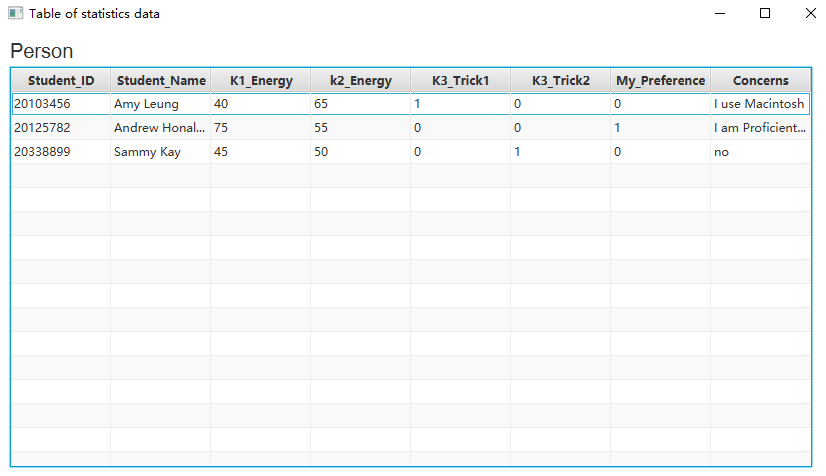 Table of statistics data
Person
Student_ID Student_Name K1_Energy k2_Energy K3_Trick1 K3_Trick2 My_Preference Concerns
20103456 Amy Leung 40 65 1 0 0 I use Macintosh
20125782 Andrew Honal... 75 55 0 0 1 I am Proficient...
20338899 Sammy Kay 45 50 0 1 0 no